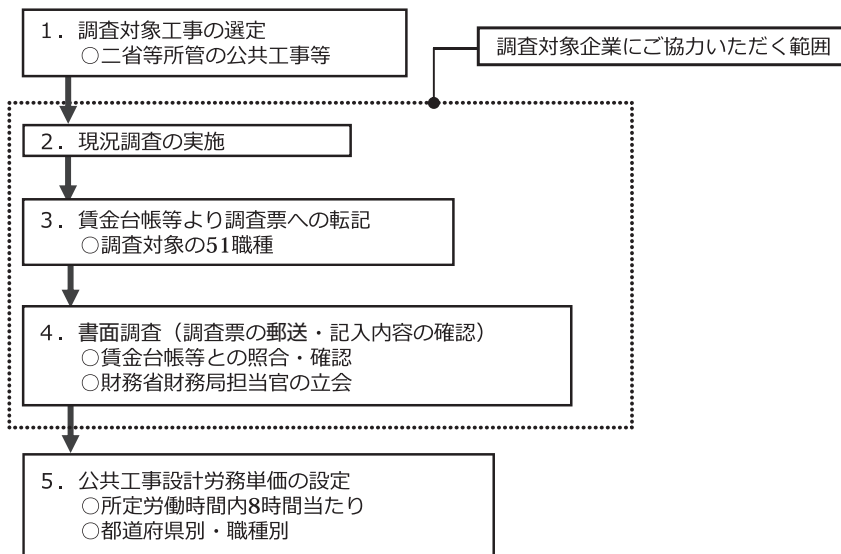 1．調査対象工事の選定
○二省等所管の公共工事等
調査対象企業にご協力いただく範囲
2．現況調査の実施
3．賃金台帳等より調査票への転記
○調査対象の51職種
4．書面調査（調査票の郵送・記入内容の確認）
○賃金台帳等との照合・確認
○財務省財務局担当官の立会
5．公共工事設計労務単価の設定
○所定労働時間内8時間当たり
○都道府県別・職種別